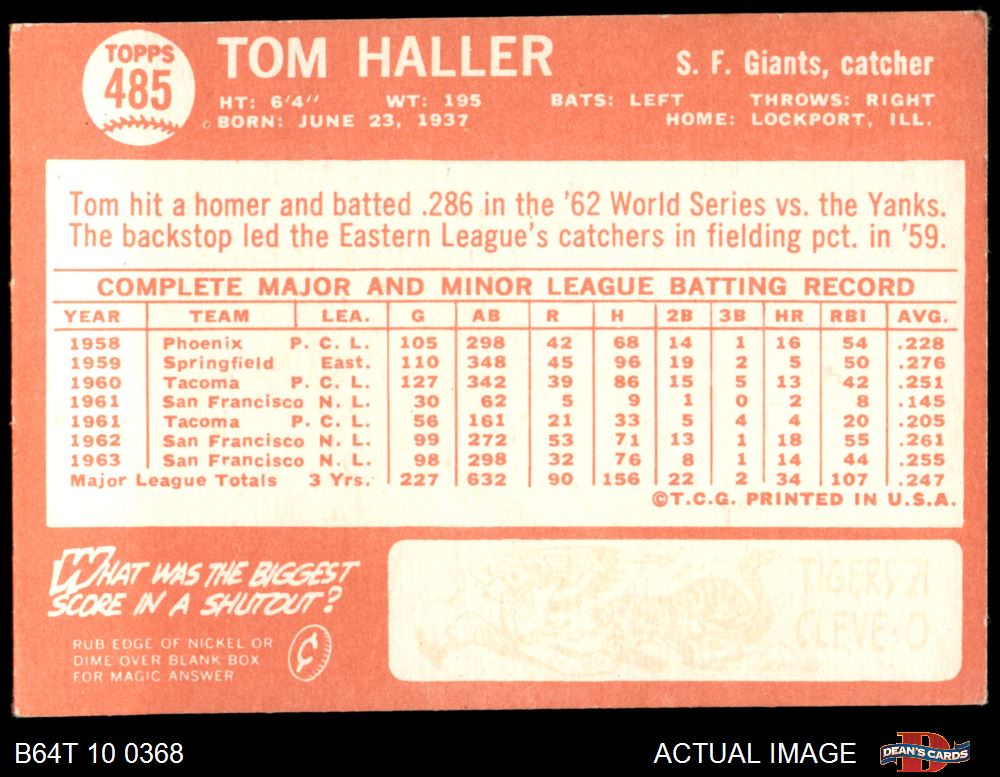 TOPPS
485
TOM HALLER
S. F. Giants, catcher
HT: 6'4" WT: 195 BATS: LEFT THROWS: RIGHT
BORN: JUNE 23, 1937 HOME: LOCKPORT, ILL.
Tom hit a homer and batted .286 in the '62 World Series vs. the Yanks.
The backstop led the Eastern League's catchers in fielding pct. in '59.
COMPLETE MAJOR AND MINOR LEAGUE BATTING RECORD
YEAR TEAM LEA. G AB R H 2B 3B HR RBI AVG.
1958 Phoenix P. C. L. 105 298 42 68 14 1 16 54 .228
1959 Springfield East. 110 348 45 96 19 2 5 50 .276
1960 Tacoma P. C. L. 127 342 39 86 15 5 13 42 .251
1961 San Francisco N. L. 30 62 5 9 1 0 2 8 .145
1961 Tacoma P. C. L. 56 161 21 33 5 4 4 20 .205
1962 San Francisco N. L. 99 272 53 71 13 1 18 55 .261
1963 San Francisco N. L. 98 298 32 76 8 1 14 44 .255
Major League Totals 3 Yrs. 227 632 90 156 22 2 34 107 .247
©T.C.G. PRINTED IN U.S.A.
WHAT WAS THE BIGGEST
SCORE IN A SHUTOUT?
RUB EDGE OF NICKEL OR
DIME OVER BLANK BOX
FOR MAGIC ANSWER
¢
TIGERS 21
CLEVE-0
B64T 10 0368
ACTUAL IMAGE
D
DEAN'S CARDS